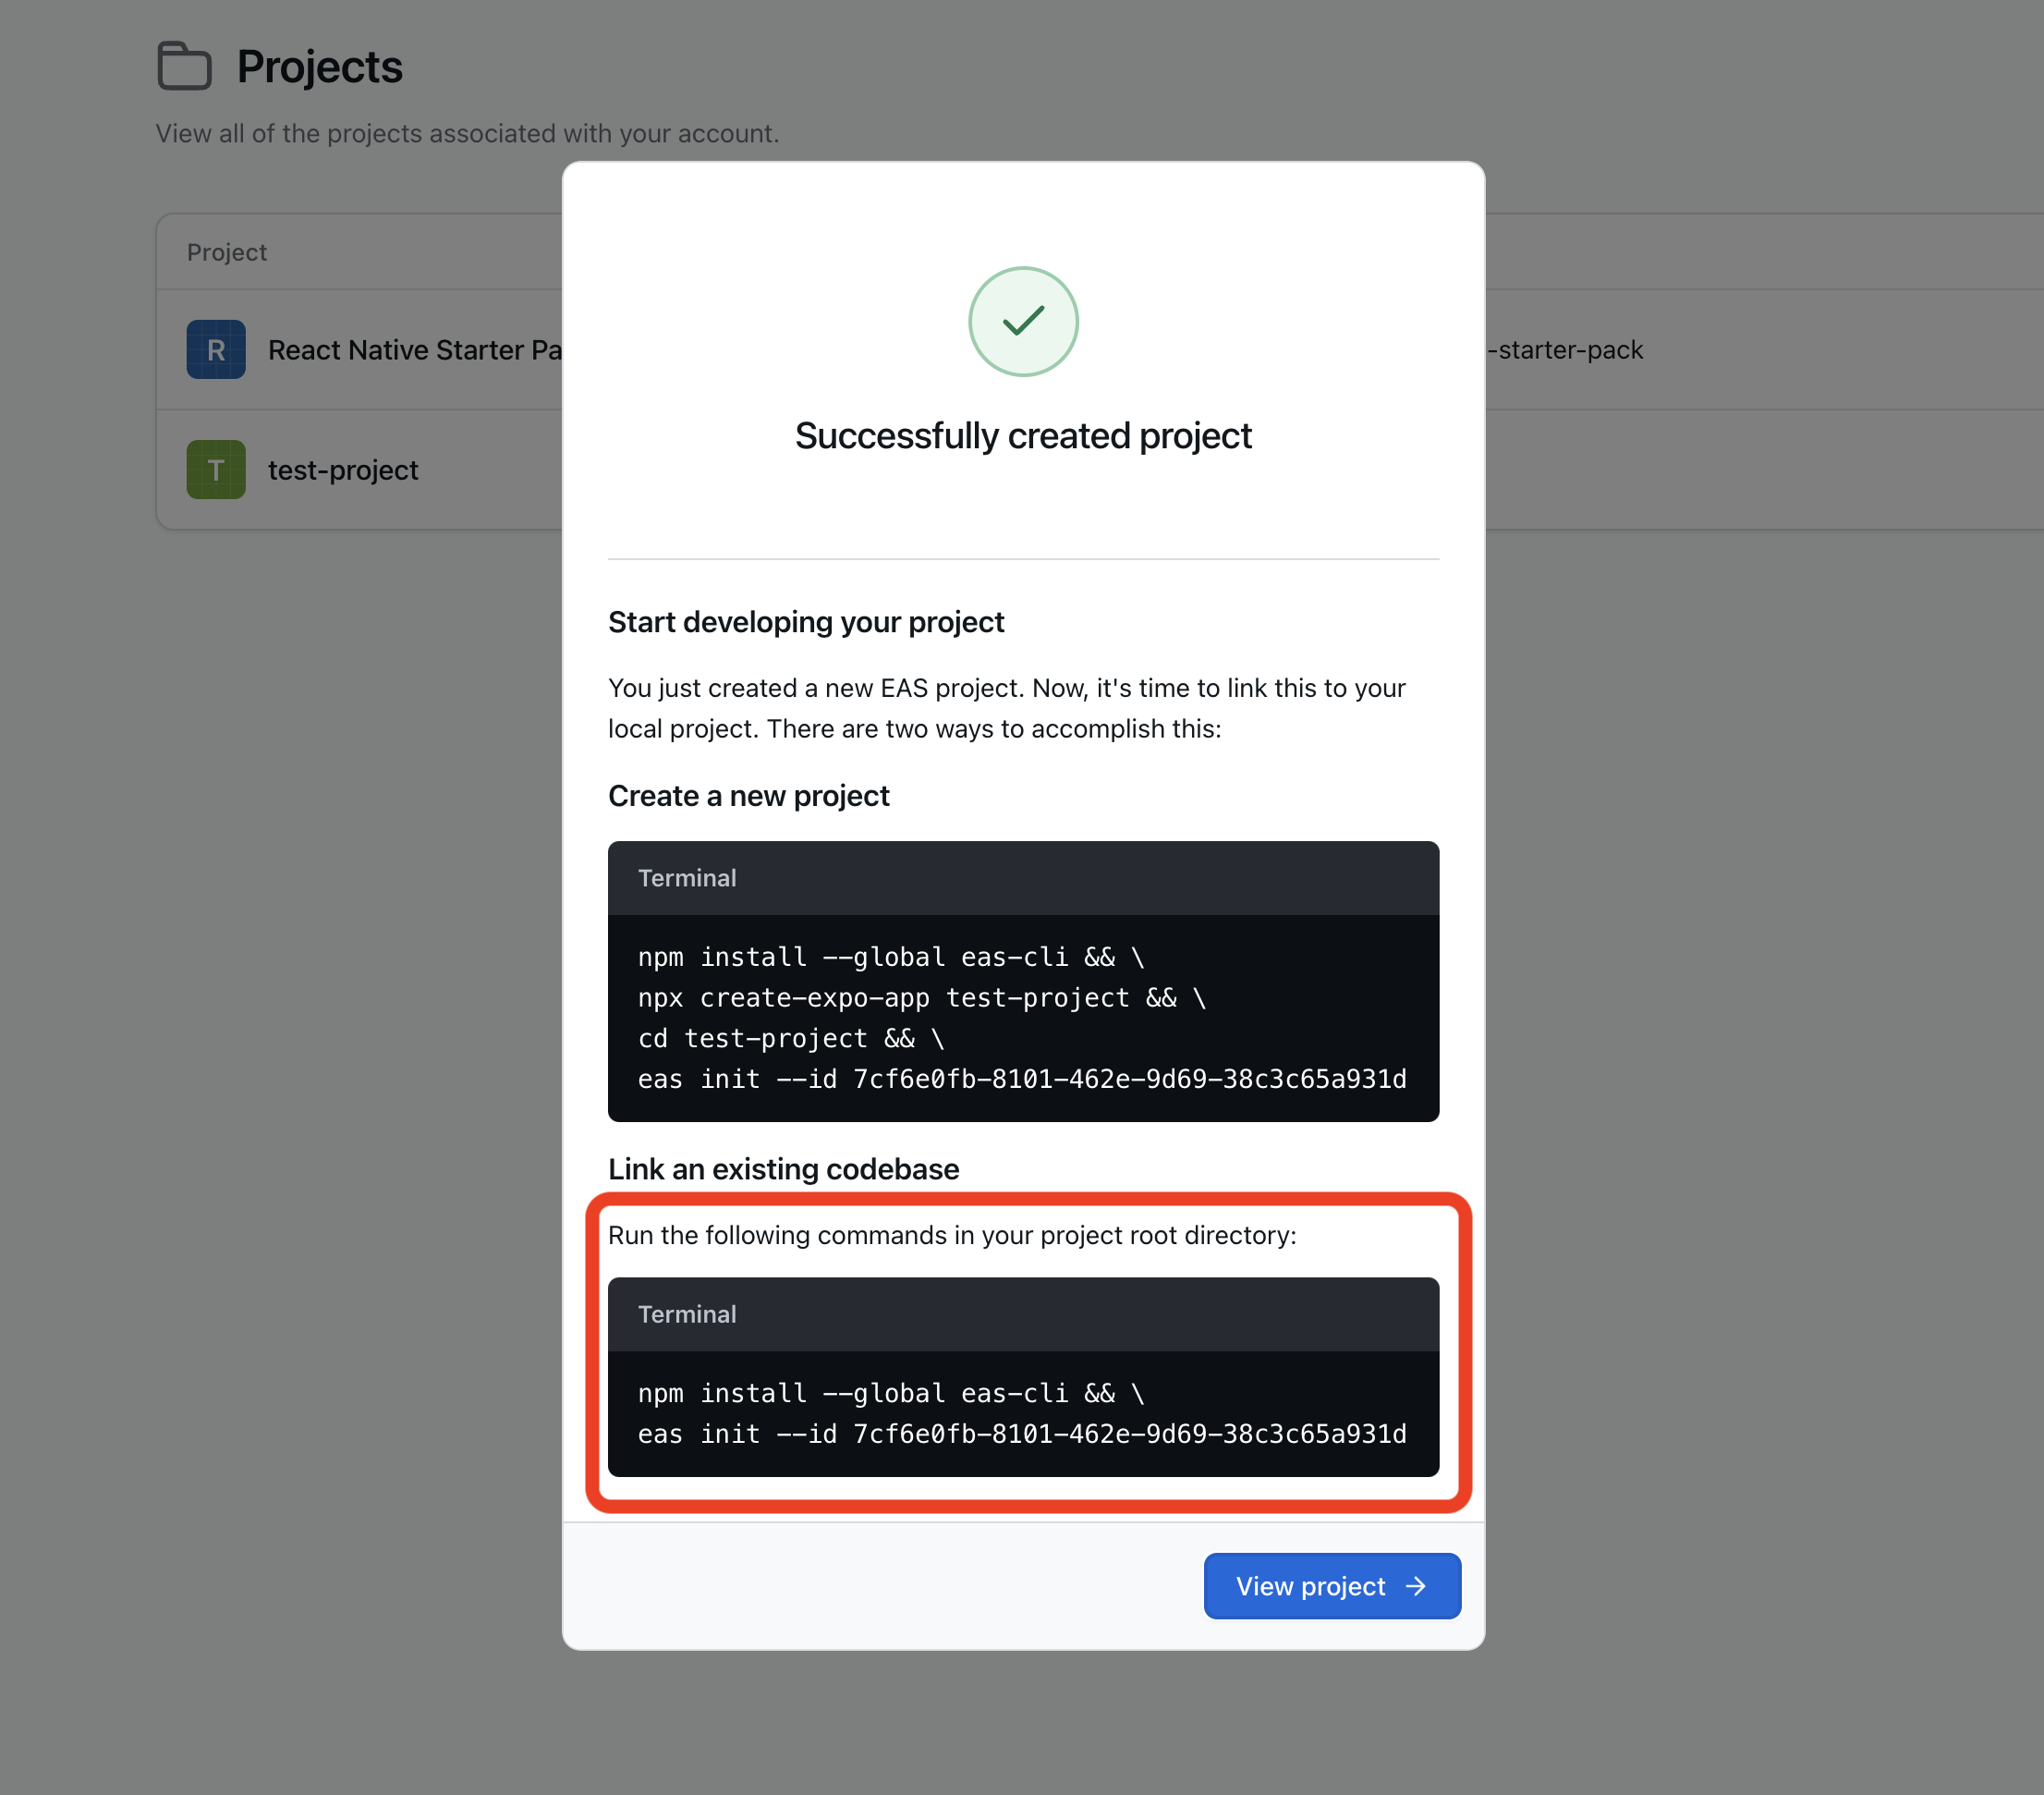 Projects
View all of the projects associated with your account.
Project
R React Native Starter Pa
-starter-pack
T test-project
Successfully created project
Start developing your project
You just created a new EAS project. Now, it's time to link this to your
local project. There are two ways to accomplish this:
Create a new project
Terminal
npm install --global eas-cli && \
npx create-expo-app test-project && \
cd test-project && \
eas init --id 7cf6e0fb-8101-462e-9d69-38c3c65a931d
Link an existing codebase
Run the following commands in your project root directory:
Terminal
npm install --global eas-cli && \
eas init --id 7cf6e0fb-8101-462e-9d69-38c3c65a931d
View project →